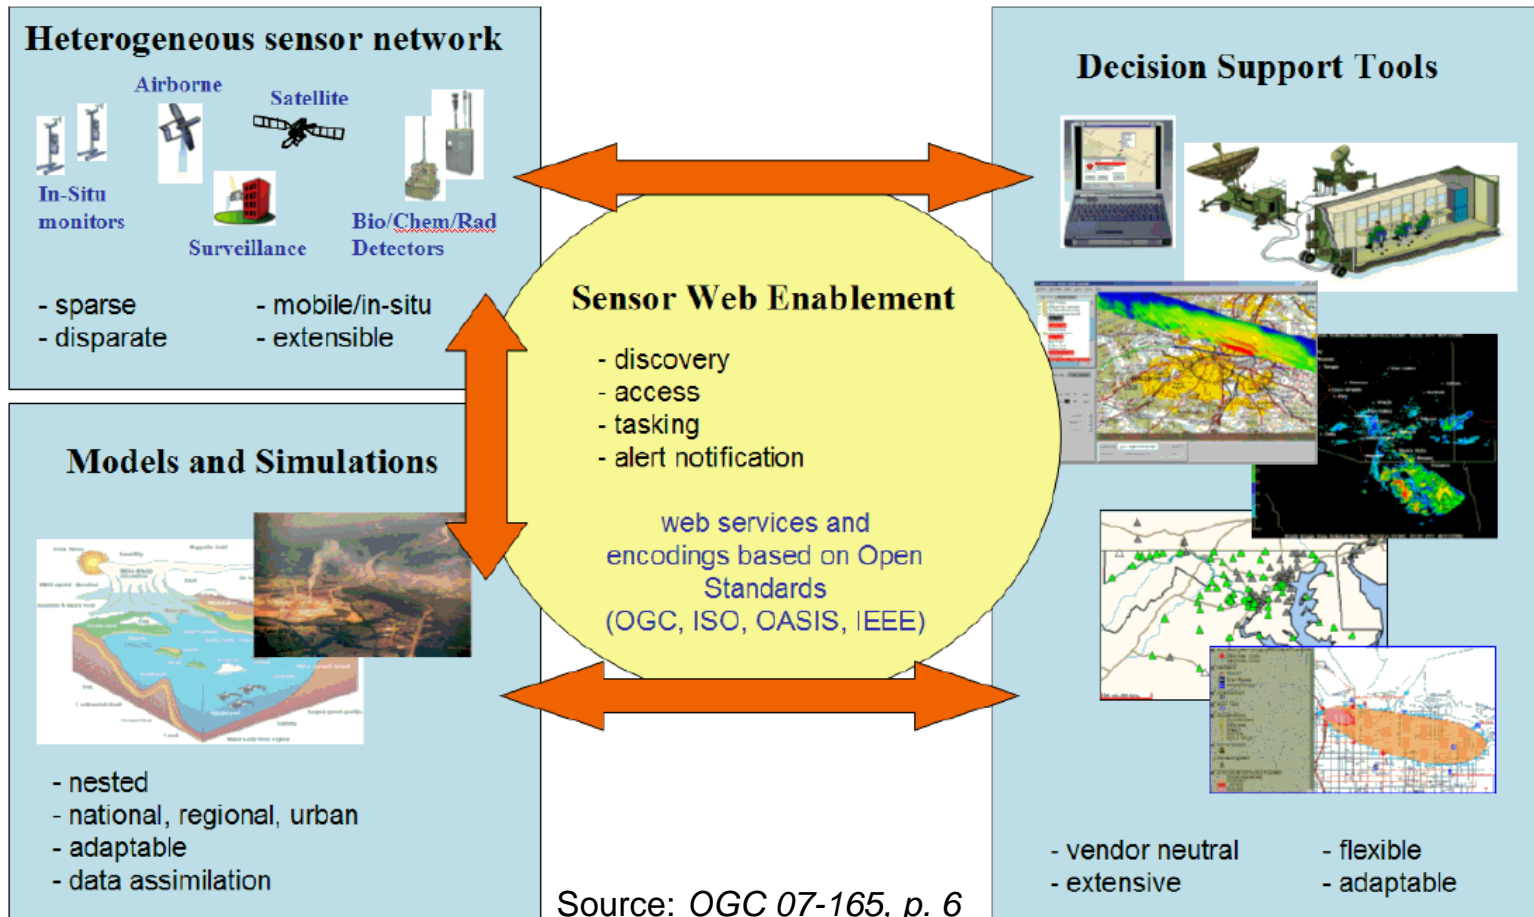 Heterogeneous sensor network
Airborne
Satellite
In-Situ
monitors
Surveillance
Bio/Chem/Rad
Detectors
- sparse
- disparate
- mobile/in-situ
- extensible
Models and Simulations
- nested
- national, regional, urban
- adaptable
- data assimilation
Sensor Web Enablement
- discovery
- access
- tasking
- alert notification
web services and
encodings based on Open
Standards
(OGC, ISO, OASIS, IEEE)
Decision Support Tools
- vendor neutral
- extensive
- flexible
- adaptable
Source: OGC 07-165, p. 6